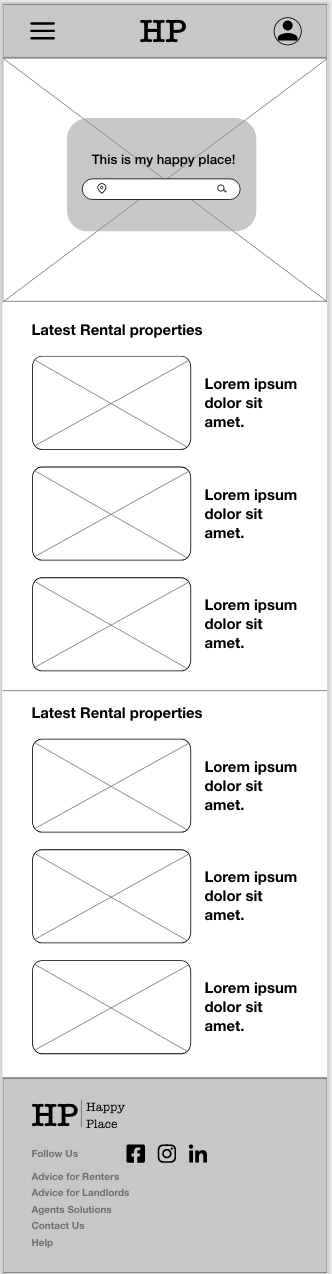 HP
This is my happy place!
Latest Rental properties
Lorem ipsum
dolor sit
amet.
Lorem ipsum
dolor sit
amet.
Lorem ipsum
dolor sit
amet.
Latest Rental properties
Lorem ipsum
dolor sit
amet.
Lorem ipsum
dolor sit
amet.
Lorem ipsum
dolor sit
amet.
HP Happy
Place
Follow Us
Advice for Renters
Advice for Landlords
Agents Solutions
Contact Us
Help